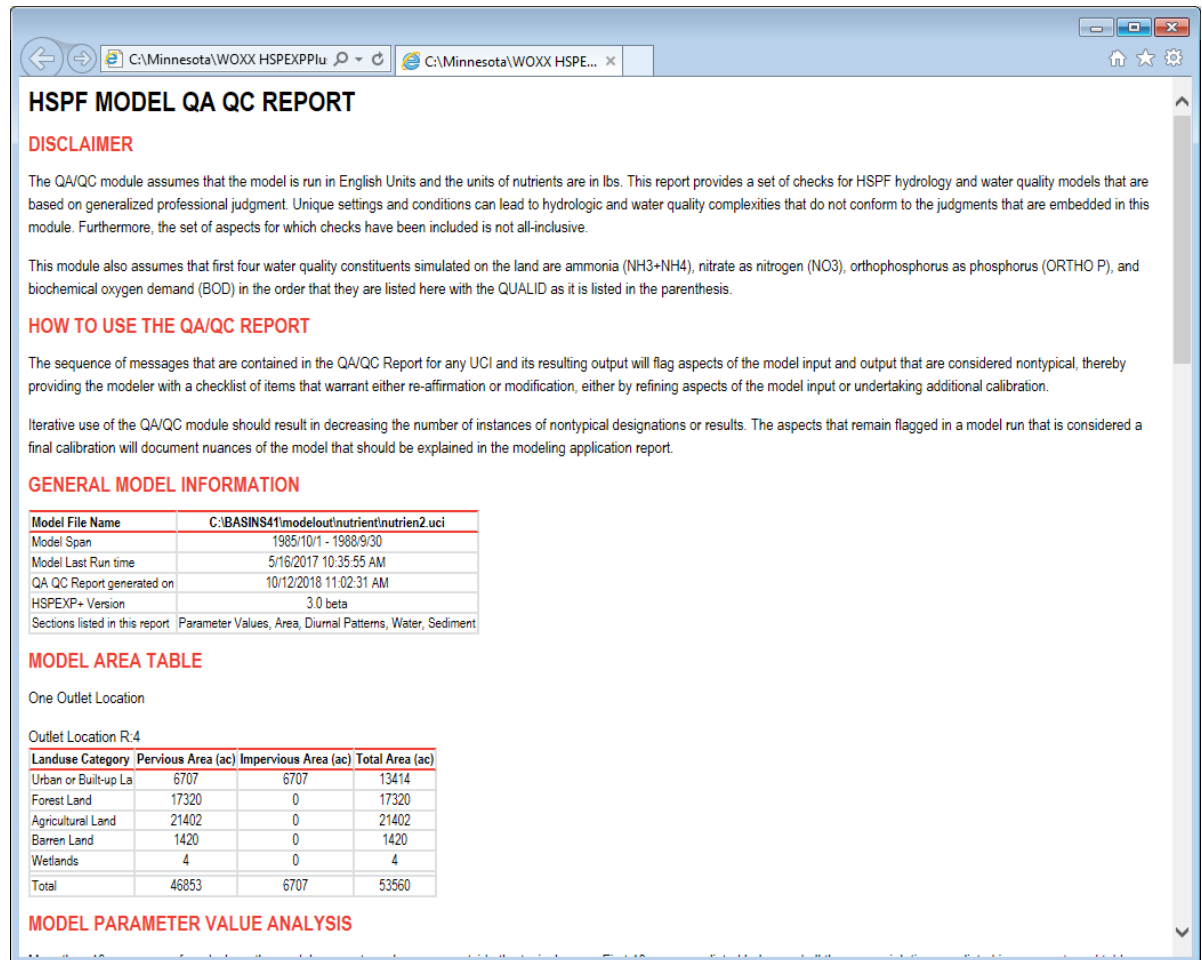 C:\Minnesota\WOXX HSPEXPPlu
C:\Minnesota\WOXX HSPE...
HSPF MODEL QA QC REPORT
DISCLAIMER
The QA/QC module assumes that the model is run in English Units and the units of nutrients are in lbs. This report provides a set of checks for HSPF hydrology and water quality models that are
based on generalized professional judgment. Unique settings and conditions can lead to hydrologic and water quality complexities that do not conform to the judgments that are embedded in this
module. Furthermore, the set of aspects for which checks have been included is not all-inclusive.
This module also assumes that first four water quality constituents simulated on the land are ammonia (NH3+NH4), nitrate as nitrogen (NO3), orthophosphorus as phosphorus (ORTHO P), and
biochemical oxygen demand (BOD) in the order that they are listed here with the QUALID as it is listed in the parenthesis.
HOW TO USE THE QA/QC REPORT
The sequence of messages that are contained in the QA/QC Report for any UCI and its resulting output will flag aspects of the model input and output that are considered nontypical, thereby
providing the modeler with a checklist of items that warrant either re-affirmation or modification, either by refining aspects of the model input or undertaking additional calibration.
Iterative use of the QA/QC module should result in decreasing the number of instances of nontypical designations or results. The aspects that remain flagged in a model run that is considered a
final calibration will document nuances of the model that should be explained in the modeling application report.
GENERAL MODEL INFORMATION
Model File Name C:\BASINS41\modelout\nutrient\nutrien2.uci
Model Span 1985/10/1 - 1988/9/30
Model Last Run time 5/16/2017 10:35:55 AM
QA QC Report generated on 10/12/2018 11:02:31 AM
HSPEXP+ Version 3.0 beta
Sections listed in this report Parameter Values, Area, Diurnal Patterns, Water, Sediment
MODEL AREA TABLE
One Outlet Location
Outlet Location R:4
Landuse Category Pervious Area (ac) Impervious Area (ac) Total Area (ac)
Urban or Built-up La 6707 6707 13414
Forest Land 17320 0 17320
Agricultural Land 21402 0 21402
Barren Land 1420 0 1420
Wetlands 4 0 4
Total 46853 6707 53560
MODEL PARAMETER VALUE ANALYSIS